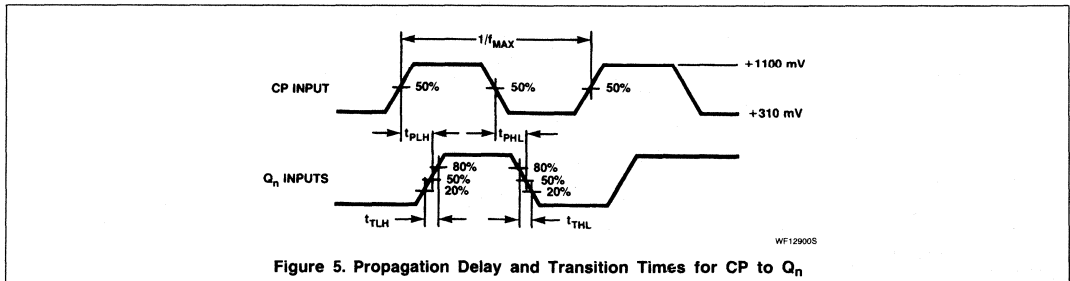 1/fMAX
+1100 mV
CP INPUT
50%
50%
50%
+310 mV
tPLH
tPHL
80%
80%
Qn INPUTS
50%
50%
20%
20%
tTLH
tTHL
WF12900S
Figure 5. Propagation Delay and Transition Times for CP to Qn